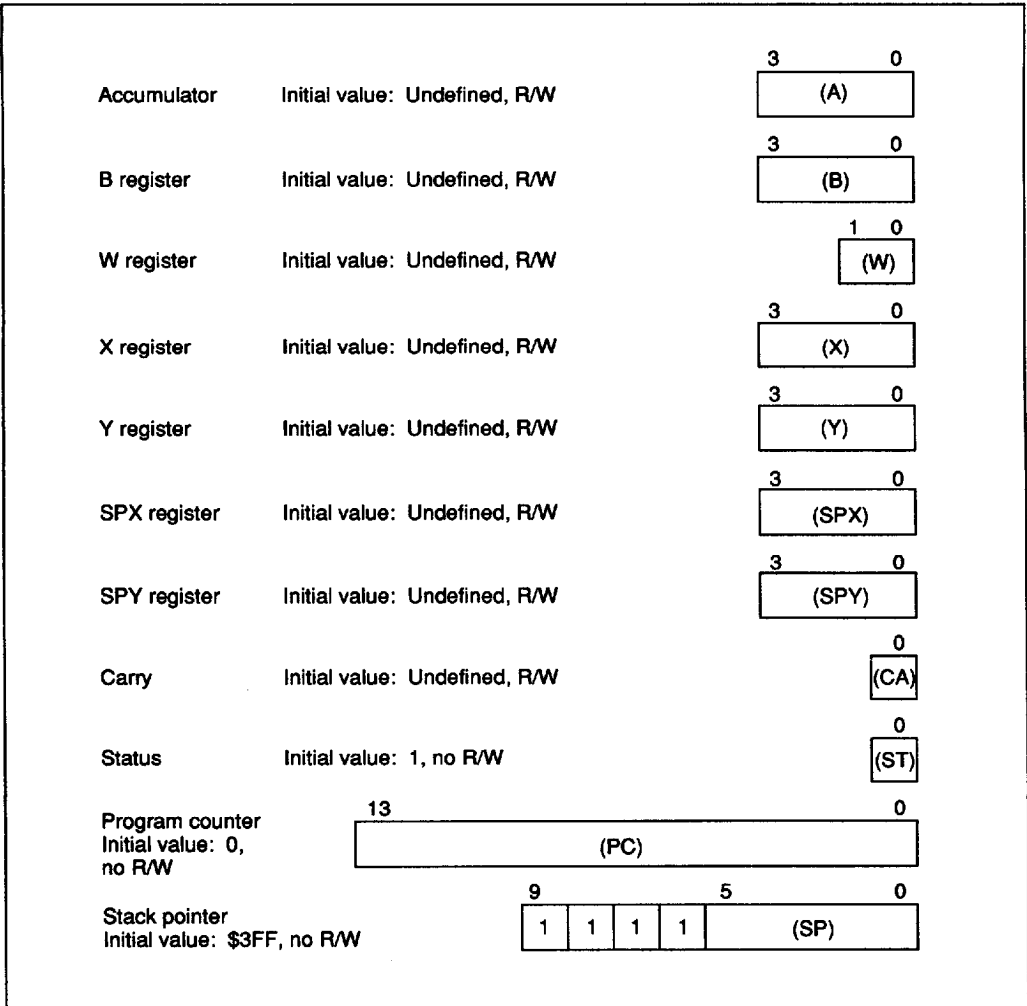 3 0
Accumulator Initial value: Undefined, R/W (A)
3 0
B register Initial value: Undefined, R/W (B)
1 0
W register Initial value: Undefined, R/W (W)
3 0
X register Initial value: Undefined, R/W (X)
3 0
Y register Initial value: Undefined, R/W (Y)
3 0
SPX register Initial value: Undefined, R/W (SPX)
3 0
SPY register Initial value: Undefined, R/W (SPY)
0
Carry Initial value: Undefined, R/W (CA)
0
Status Initial value: 1, no R/W (ST)
13 0
Program counter
Initial value: 0, (PC)
no R/W
9 5 0
Stack pointer 1 1 1 1 (SP)
Initial value: $3FF, no R/W